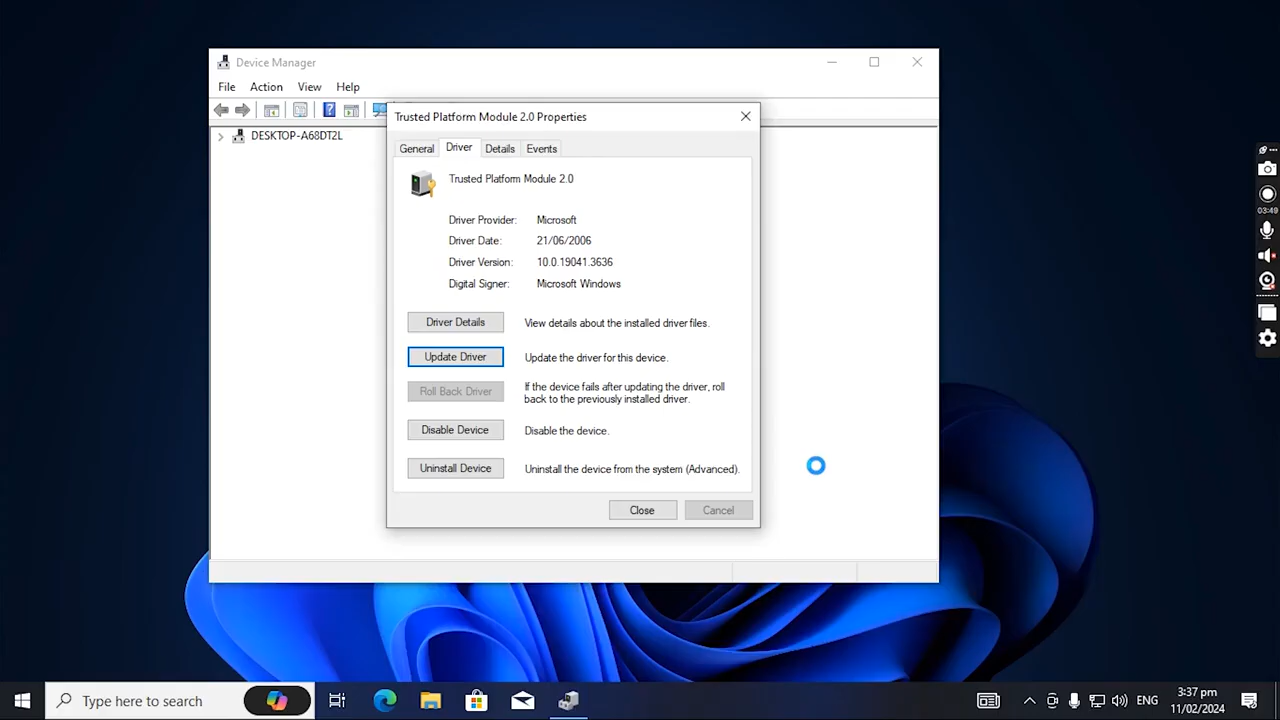 Device Manager
File Action View Help
Trusted Platform Module 2.0 Properties
DESKTOP-A68DT2L
General Driver Details Events
Trusted Platform Module 2.0
Driver Provider: Microsoft
Driver Date: 21/06/2006
Driver Version: 10.0.19041.3636
Digital Signer: Microsoft Windows
Driver Details View details about the installed driver files.
Update Driver Update the driver for this device.
Roll Back Driver If the device fails after updating the driver, roll
back to the previously installed driver.
Disable Device Disable the device.
Uninstall Device Uninstall the device from the system (Advanced).
Close Cancel
03:49
Type here to search
ENG
3:37 pm
11/02/2024